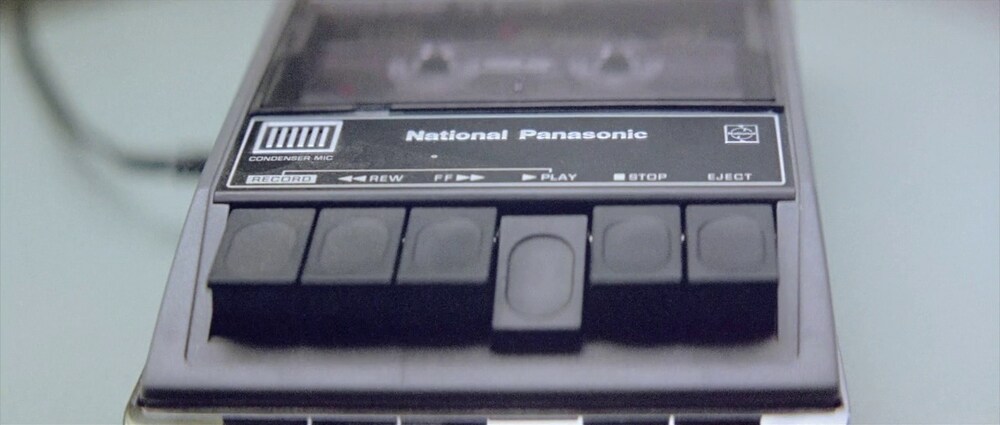 National Panasonic
CONDENSER MIC
RECORD ◀◀ REW FF ▶▶ ▶ PLAY ■ STOP EJECT